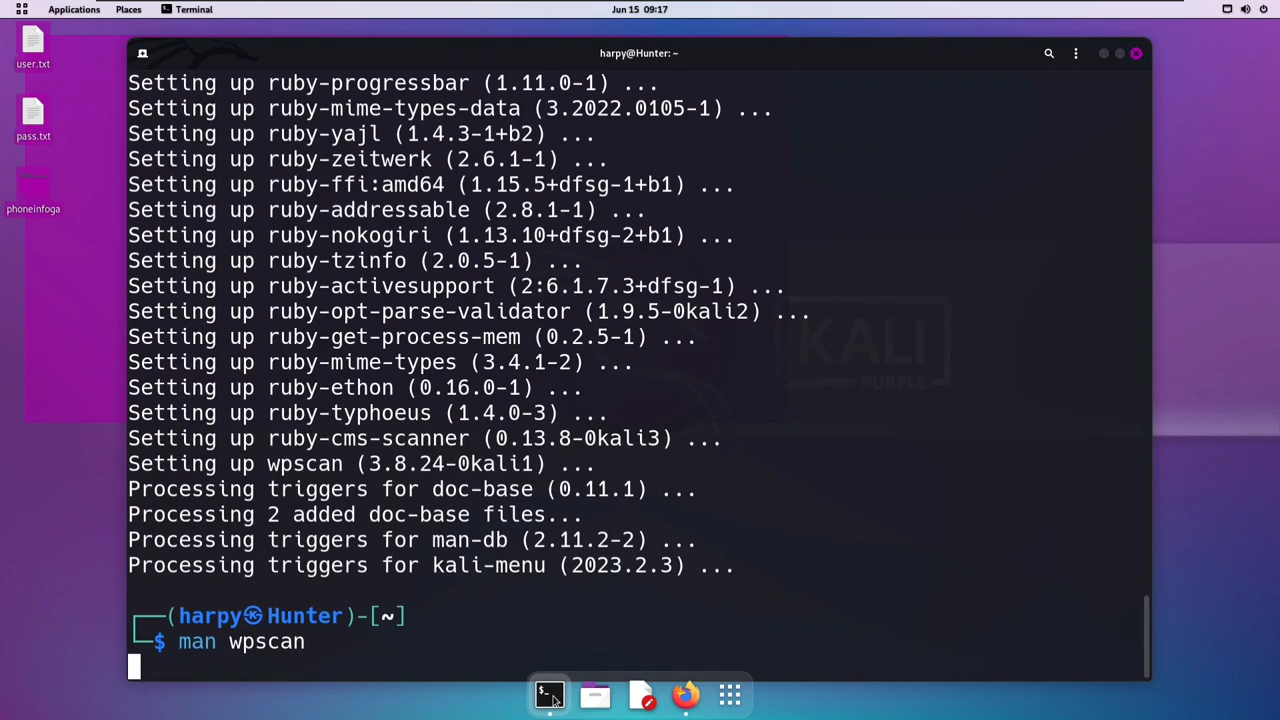 Applications Places Terminal Jun 15 09:17
user.txt
pass.txt
phoneinfoga
harpy@Hunter: ~
Setting up ruby-progressbar (1.11.0-1) ...
Setting up ruby-mime-types-data (3.2022.0105-1) ...
Setting up ruby-yajl (1.4.3-1+b2) ...
Setting up ruby-zeitwerk (2.6.1-1) ...
Setting up ruby-ffi:amd64 (1.15.5+dfsg-1+b1) ...
Setting up ruby-addressable (2.8.1-1) ...
Setting up ruby-nokogiri (1.13.10+dfsg-2+b1) ...
Setting up ruby-tzinfo (2.0.5-1) ...
Setting up ruby-activesupport (2:6.1.7.3+dfsg-1) ...
Setting up ruby-opt-parse-validator (1.9.5-0kali2) ...
Setting up ruby-get-process-mem (0.2.5-1) ...
Setting up ruby-mime-types (3.4.1-2) ...
Setting up ruby-ethon (0.16.0-1) ...
Setting up ruby-typhoeus (1.4.0-3) ...
Setting up ruby-cms-scanner (0.13.8-0kali3) ...
Setting up wpscan (3.8.24-0kali1) ...
Processing triggers for doc-base (0.11.1) ...
Processing 2 added doc-base files...
Processing triggers for man-db (2.11.2-2) ...
Processing triggers for kali-menu (2023.2.3) ...
┌──(harpy㉿Hunter)-[~]
└─$ man wpscan
KALI
PURPLE
$_